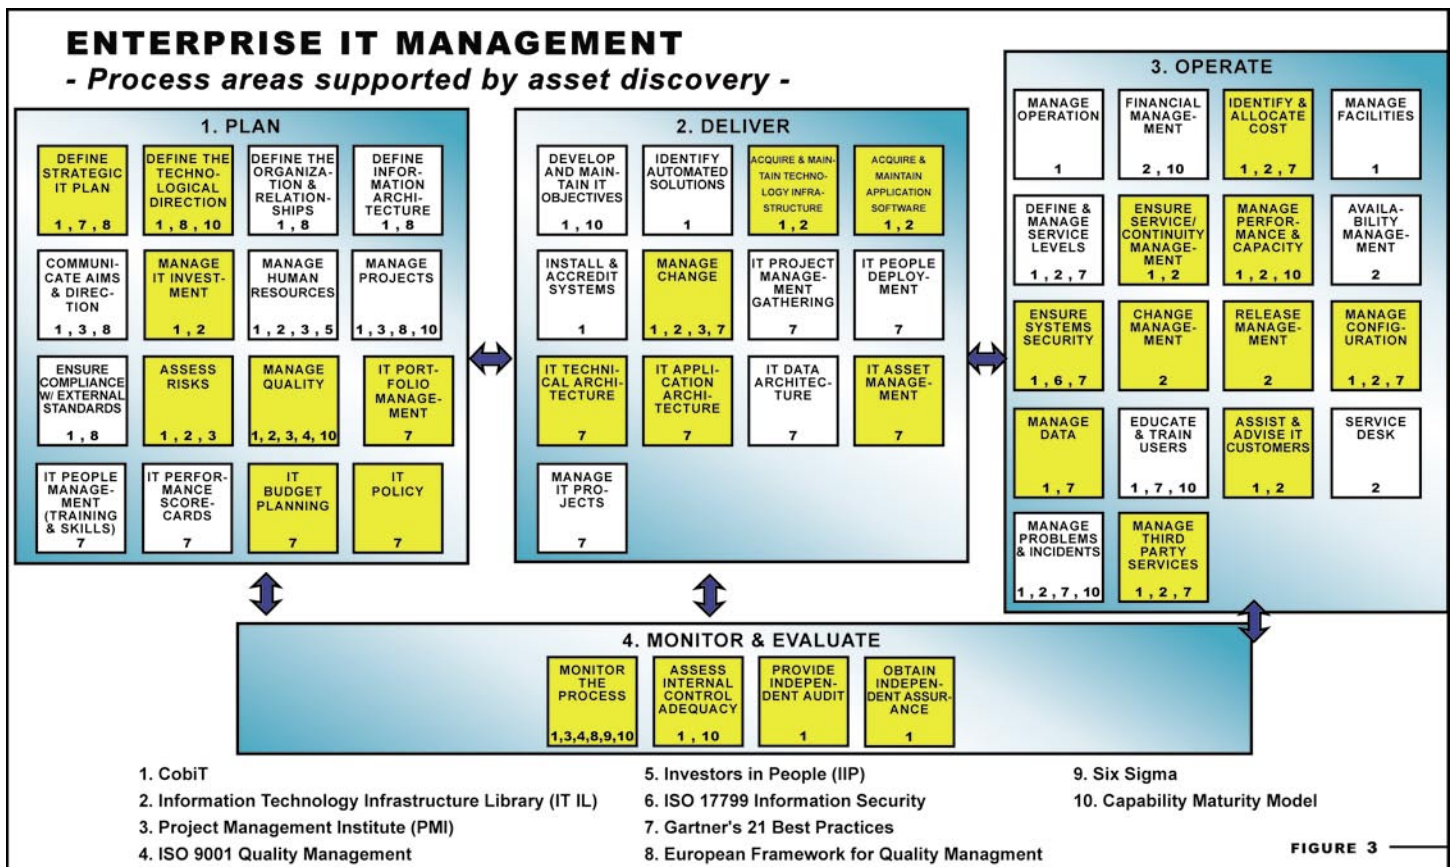 ENTERPRISE IT MANAGEMENT
- Process areas supported by asset discovery -
1. PLAN
DEFINE
STRATEGIC
IT PLAN
1 , 7 , 8
DEFINE THE
TECHNO-
LOGICAL
DIRECTION
1 , 8 , 10
DEFINE THE
ORGANIZA-
TION &
RELATION-
SHIPS
1 , 8
DEFINE
INFOR-
MATION
ARCHI-
TECTURE
1 , 8
COMMUNI-
CATE AIMS
& DIREC-
TION
1 , 3 , 8
MANAGE
IT INVEST-
MENT
1 , 2
MANAGE
HUMAN
RESOURCES
1 , 2 , 3 , 5
MANAGE
PROJECTS
1 , 3 , 8 , 10
ENSURE
COMPLIANCE
W/ EXTERNAL
STANDARDS
1 , 8
ASSESS
RISKS
1 , 2 , 3
MANAGE
QUALITY
1, 2, 3, 4, 10
IT PORT-
FOLIO
MANAGE-
MENT
7
IT PEOPLE
MANAGE-
MENT
(TRAINING
& SKILLS)
7
IT PERFOR-
MANCE
SCORE-
CARDS
7
IT
BUDGET
PLANNING
7
IT
POLICY
7
2. DELIVER
DEVELOP
AND MAIN-
TAIN IT
OBJECTIVES
1 , 10
IDENTIFY
AUTOMATED
SOLUTIONS
1
ACQUIRE & MAIN-
TAIN TECHNO-
LOGY INFRA-
STRUCTURE
1 , 2
ACQUIRE &
MAINTAIN
APPLICATION
SOFTWARE
1 , 2
INSTALL &
ACCREDIT
SYSTEMS
1
MANAGE
CHANGE
1 , 2 , 3 , 7
IT PROJECT
MANAGE-
MENT
GATHERING
7
IT PEOPLE
DEPLOY-
MENT
7
IT TECHNI-
CAL ARCHI-
TECTURE
7
IT APPLI-
CATION
ARCHI-
TECTURE
7
IT DATA
ARCHITEC-
TURE
7
IT ASSET
MANAGE-
MENT
7
MANAGE
IT PRO-
JECTS
7
3. OPERATE
MANAGE
OPERATION
1
FINANCIAL
MANAGE-
MENT
2 , 10
IDENTIFY &
ALLOCATE
COST
1 , 2 , 7
MANAGE
FACILITIES
1
DEFINE &
MANAGE
SERVICE
LEVELS
1 , 2 , 7
ENSURE
SERVICE/
CONTINUITY
MANAGE-
MENT
1 , 2
MANAGE
PERFOR-
MANCE &
CAPACITY
1 , 2 , 10
AVAILA-
BILITY
MANAGE-
MENT
2
ENSURE
SYSTEMS
SECURITY
1 , 6 , 7
CHANGE
MANAGE-
MENT
2
RELEASE
MANAGE-
MENT
2
MANAGE
CONFIG-
URATION
1 , 2 , 7
MANAGE
DATA
1 , 7
EDUCATE
& TRAIN
USERS
1 , 7 , 10
ASSIST &
ADVISE IT
CUSTOMERS
1 , 2
SERVICE
DESK
2
MANAGE
PROBLEMS
& INCIDENTS
1 , 2 , 7 , 10
MANAGE
THIRD
PARTY
SERVICES
1 , 2 , 7
4. MONITOR & EVALUATE
MONITOR
THE
PROCESS
1,3,4,8,9,10
ASSESS
INTERNAL
CONTROL
ADEQUACY
1 , 10
PROVIDE
INDEPEN-
DENT AUDIT
1
OBTAIN
INDEPEN-
DENT ASSUR-
ANCE
1
1. CobiT
2. Information Technology Infrastructure Library (IT IL)
3. Project Management Institute (PMI)
4. ISO 9001 Quality Management
5. Investors in People (IIP)
6. ISO 17799 Information Security
7. Gartner's 21 Best Practices
8. European Framework for Quality Managment
9. Six Sigma
10. Capability Maturity Model
FIGURE 3